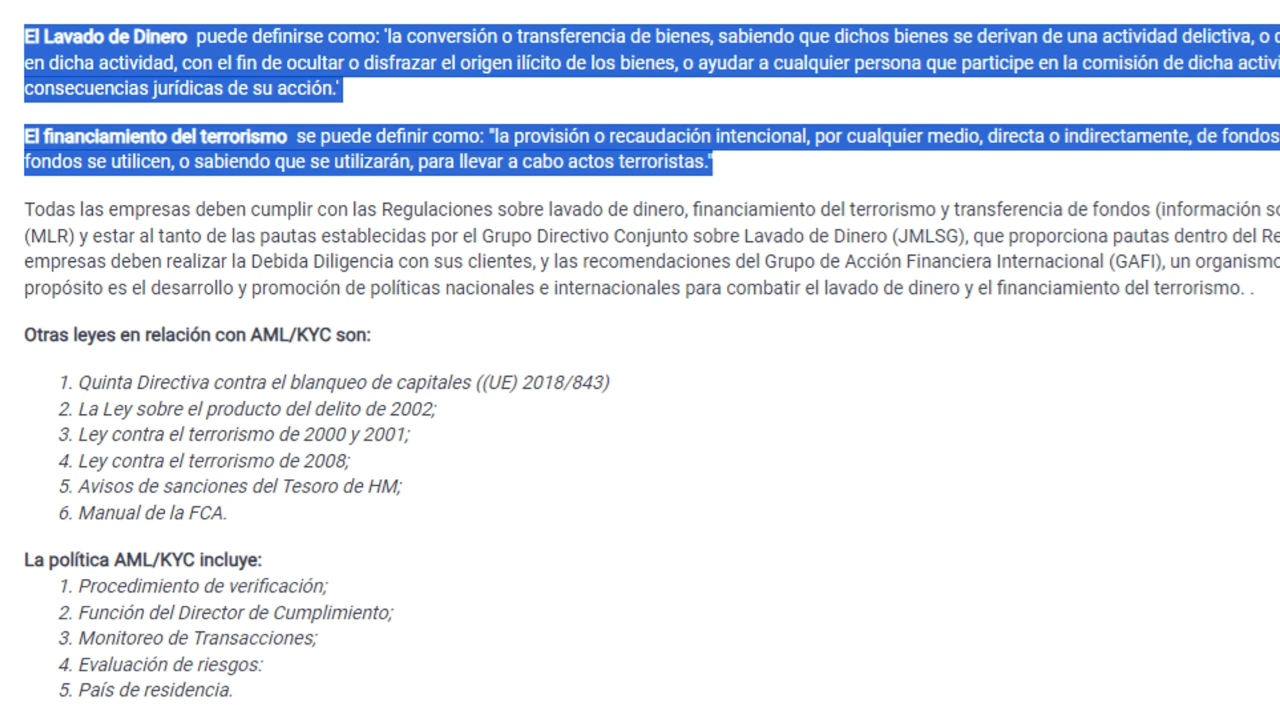 El Lavado de Dinero puede definirse como: 'la conversión o transferencia de bienes, sabiendo que dichos bienes se derivan de una actividad delictiva, o
en dicha actividad, con el fin de ocultar o disfrazar el origen ilícito de los bienes, o ayudar a cualquier persona que participe en la comisión de dicha
consecuencias jurídicas de su acción.'
El financiamiento del terrorismo se puede definir como: "la provisión o recaudación intencional, por cualquier medio, directa o indirectamente, de fondos
fondos se utilicen, o sabiendo que se utilizarán, para llevar a cabo actos terroristas."
Todas las empresas deben cumplir con las Regulaciones sobre lavado de dinero, financiamiento del terrorismo y transferencia de fondos (información
(MLR) y estar al tanto de las pautas establecidas por el Grupo Directivo Conjunto sobre Lavado de Dinero (JMLSG), que proporciona pautas dentro del
empresas deben realizar la Debida Diligencia con sus clientes, y las recomendaciones del Grupo de Acción Financiera Internacional (GAFI), un organismo
propósito es el desarrollo y promoción de políticas nacionales e internacionales para combatir el lavado de dinero y el financiamiento del terrorismo. .
Otras leyes en relación con AML/KYC son:
1. Quinta Directiva contra el blanqueo de capitales ((UE) 2018/843)
2. La Ley sobre el producto del delito de 2002;
3. Ley contra el terrorismo de 2000 y 2001;
4. Ley contra el terrorismo de 2008;
5. Avisos de sanciones del Tesoro de HM;
6. Manual de la FCA.
La política AML/KYC incluye:
1. Procedimiento de verificación;
2. Función del Director de Cumplimiento;
3. Monitoreo de Transacciones;
4. Evaluación de riesgos:
5. País de residencia.